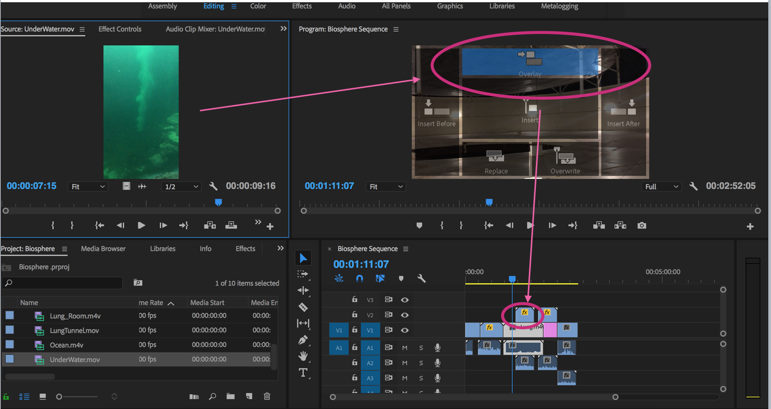 Assembly Editing Color Effects Audio All Panels Graphics Libraries Metalogging
Source: UnderWater.mov Effect Controls Audio Clip Mixer: UnderWater.mo
Program: Biosphere Sequence
Overlay
Insert Before Insert Insert After
Replace Overwrite
00:00:07:15 Fit 1/2 00:00:09:16
00:01:11:07 Fit Full 00:02:52:05
Project: Biosphere Media Browser Libraries Info Effects
Biosphere .prproj
1 of 10 items selected
Name me Rate Media Start Media En
Lung_Room.m4v 00 fps 00:00:00:00 00:00:
LungTunnel.mov 00 fps 00:00:00:00 00:00:
Ocean.m4v 00 fps 00:00:00:00 00:00:
UnderWater.mov 00 fps 00:00:00:00 00:00:
× Biosphere Sequence
00:01:11:07
:00:00 00:05:00:00
V3
V2 fx fx
V1 V1 fx fx
A1 A1 M S
A2 M S
A3 M S